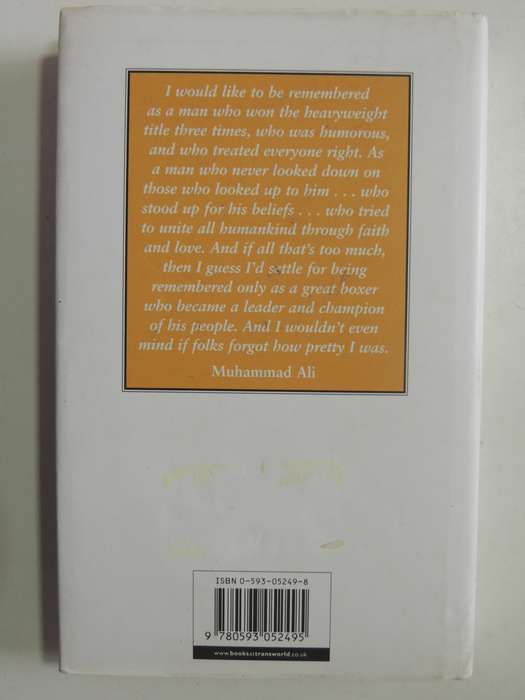 I would like to be remembered
as a man who won the heavyweight
title three times, who was humorous,
and who treated everyone right. As
a man who never looked down on
those who looked up to him . . . who
stood up for his beliefs . . . who tried
to unite all humankind through faith
and love. And if all that's too much,
then I guess I'd settle for being
remembered only as a great boxer
who became a leader and champion
of his people. And I wouldn't even
mind if folks forgot how pretty I was.
Muhammad Ali
ISBN 0-593-05249-8
9 780593 052495
www.booksattransworld.co.uk